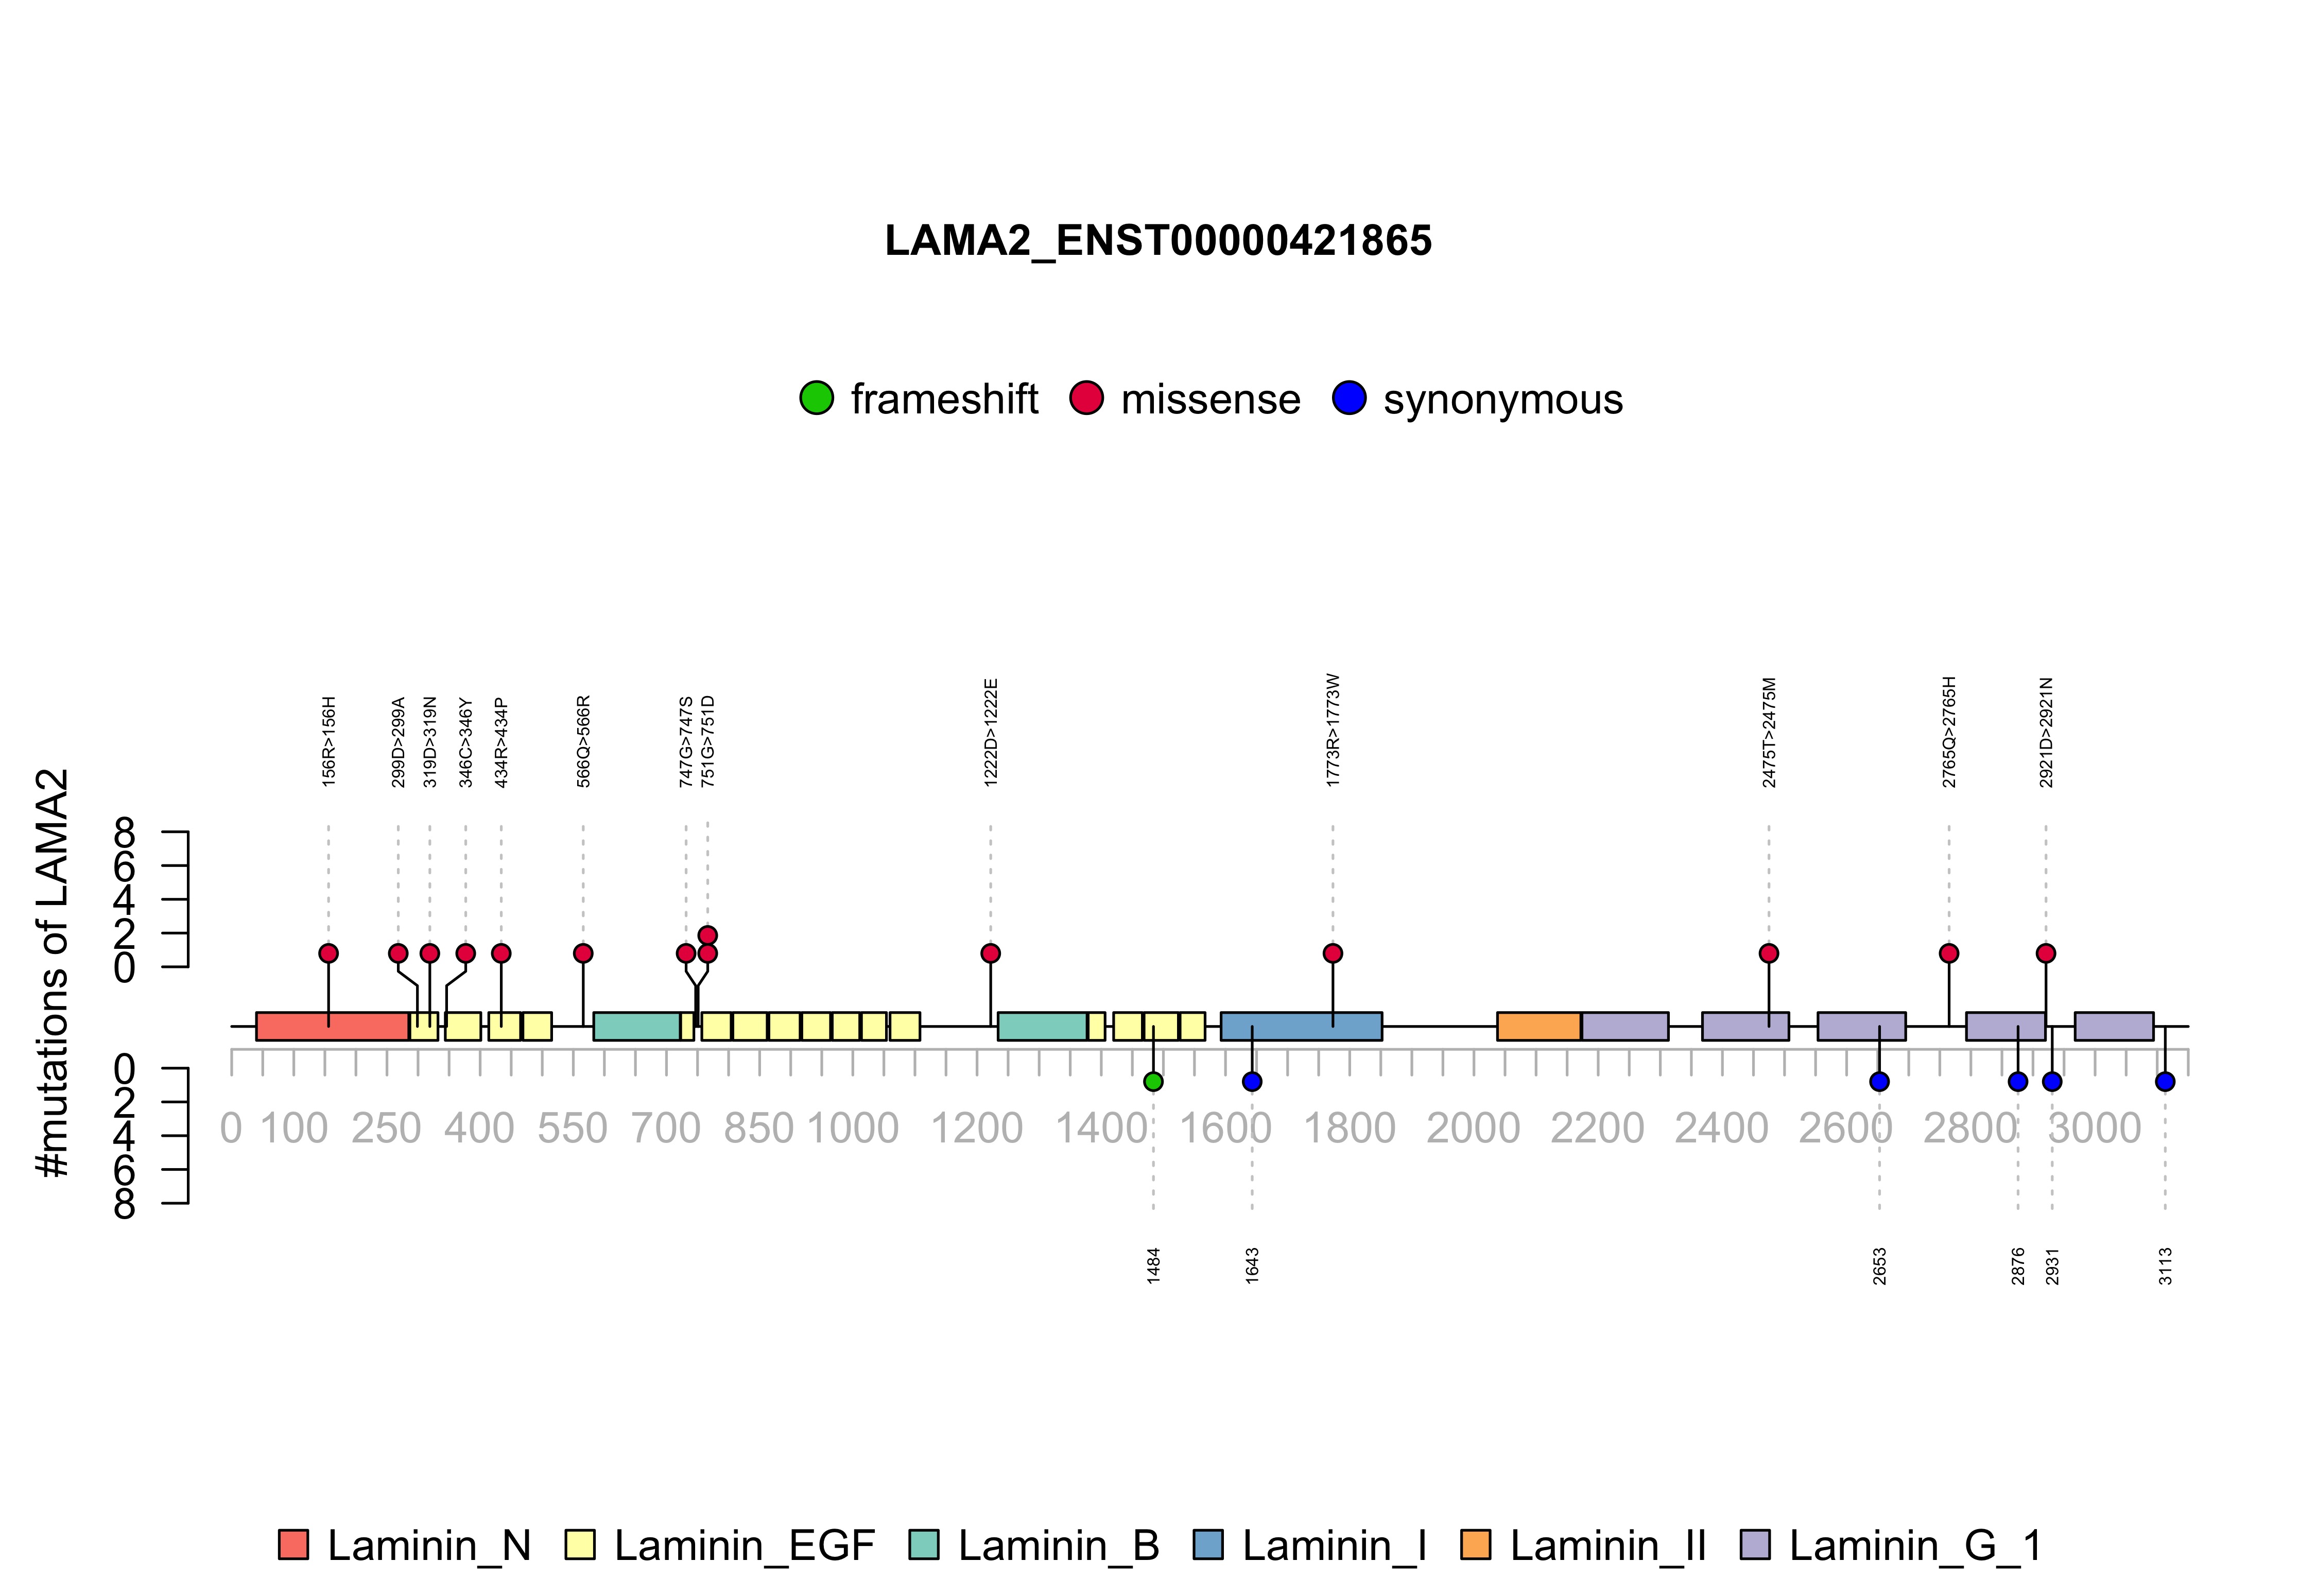 LAMA2_ENST00000421865
frameshift missense synonymous
156R>156H 299D>299A 319D>319N 346C>346Y 434R>434P 566Q>566R 747G>747S 751G>751D 1222D>1222E 1773R>1773W 2475T>2475M 2765Q>2765H 2921D>2921N
#mutations of LAMA2
8
6
4
2
0
0
2
4
6
8
0 100 250 400 550 700 850 1000 1200 1400 1600 1800 2000 2200 2400 2600 2800 3000
1484 1643 2653 2876 2931 3113
Laminin_N Laminin_EGF Laminin_B Laminin_I Laminin_II Laminin_G_1